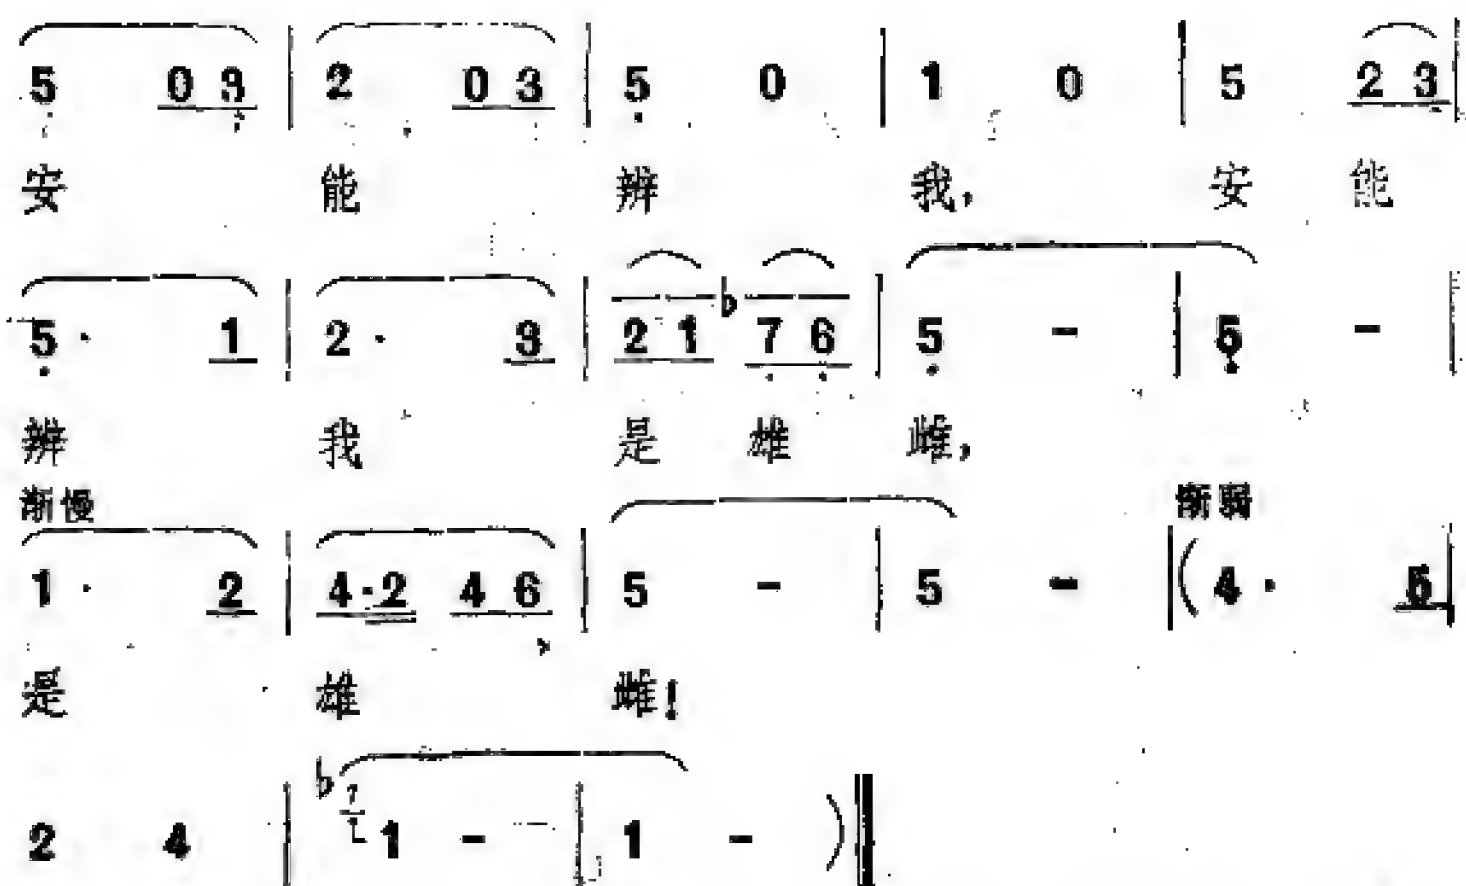 5 0 3 | 2 0 3 | 5 0 | 1 0 | 5 2 3 |
安 能 辨 我, 安 能
5· 1 | 2· 3 | 2 1 ♭7 6 | 5 - | 5 - |
辨 我 是 雄 雌,
渐慢 渐弱
1· 2 | 4·2 4 6 | 5 - | 5 - | (4· 5 |
是 雄 雌!
2 4 | ♭7 1 - | 1 - )